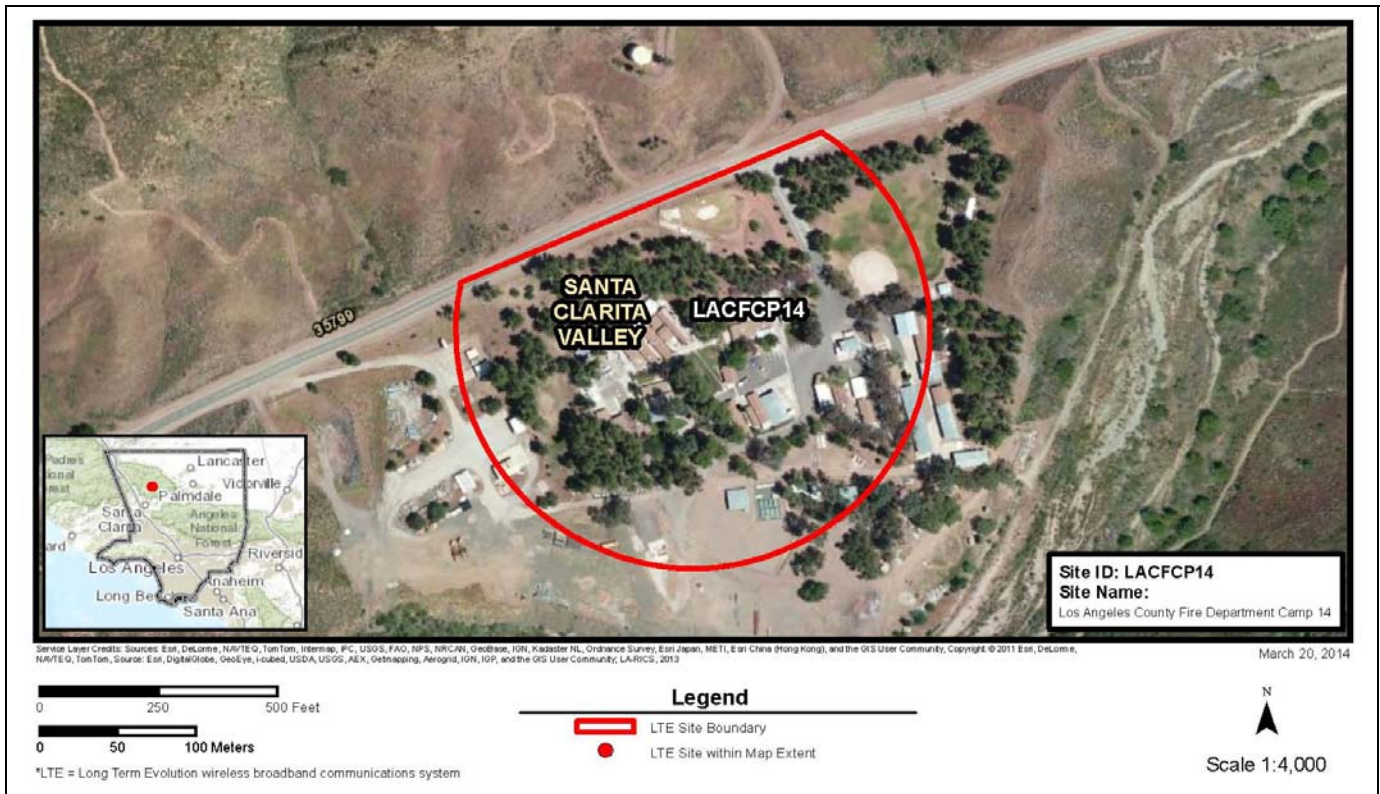 35799
SANTA
CLARITA
VALLEY
LACFCP14
Lancaster
Victorville
Palmdale
Santa
Clarita
Angeles
National
Forest
Riversid
Los Angeles
Anaheim
Long Beach
Santa Ana
Site ID: LACFCP14
Site Name:
Los Angeles County Fire Department Camp 14
Service Layer Credits: Sources: Esri, DeLorme, NAVTEQ, TomTom, Intermap, iPC, USGS, FAO, NPS, NRCAN, GeoBase, IGN, Kadaster NL, Ordnance Survey, Esri Japan, METI, Esri China (Hong Kong), and the GIS User Community, Copyright: © 2011 Esri, DeLorme,
NAVTEQ, TomTom, Source: Esri, DigitalGlobe, GeoEye, i-cubed, USDA, USGS, AEX, Getmapping, Aerogrid, IGN, IGP, and the GIS User Community; LA-RICS, 2013
March 20, 2014
0 250 500 Feet
0 50 100 Meters
*LTE = Long Term Evolution wireless broadband communications system
Legend
LTE Site Boundary
LTE Site within Map Extent
N
Scale 1:4,000